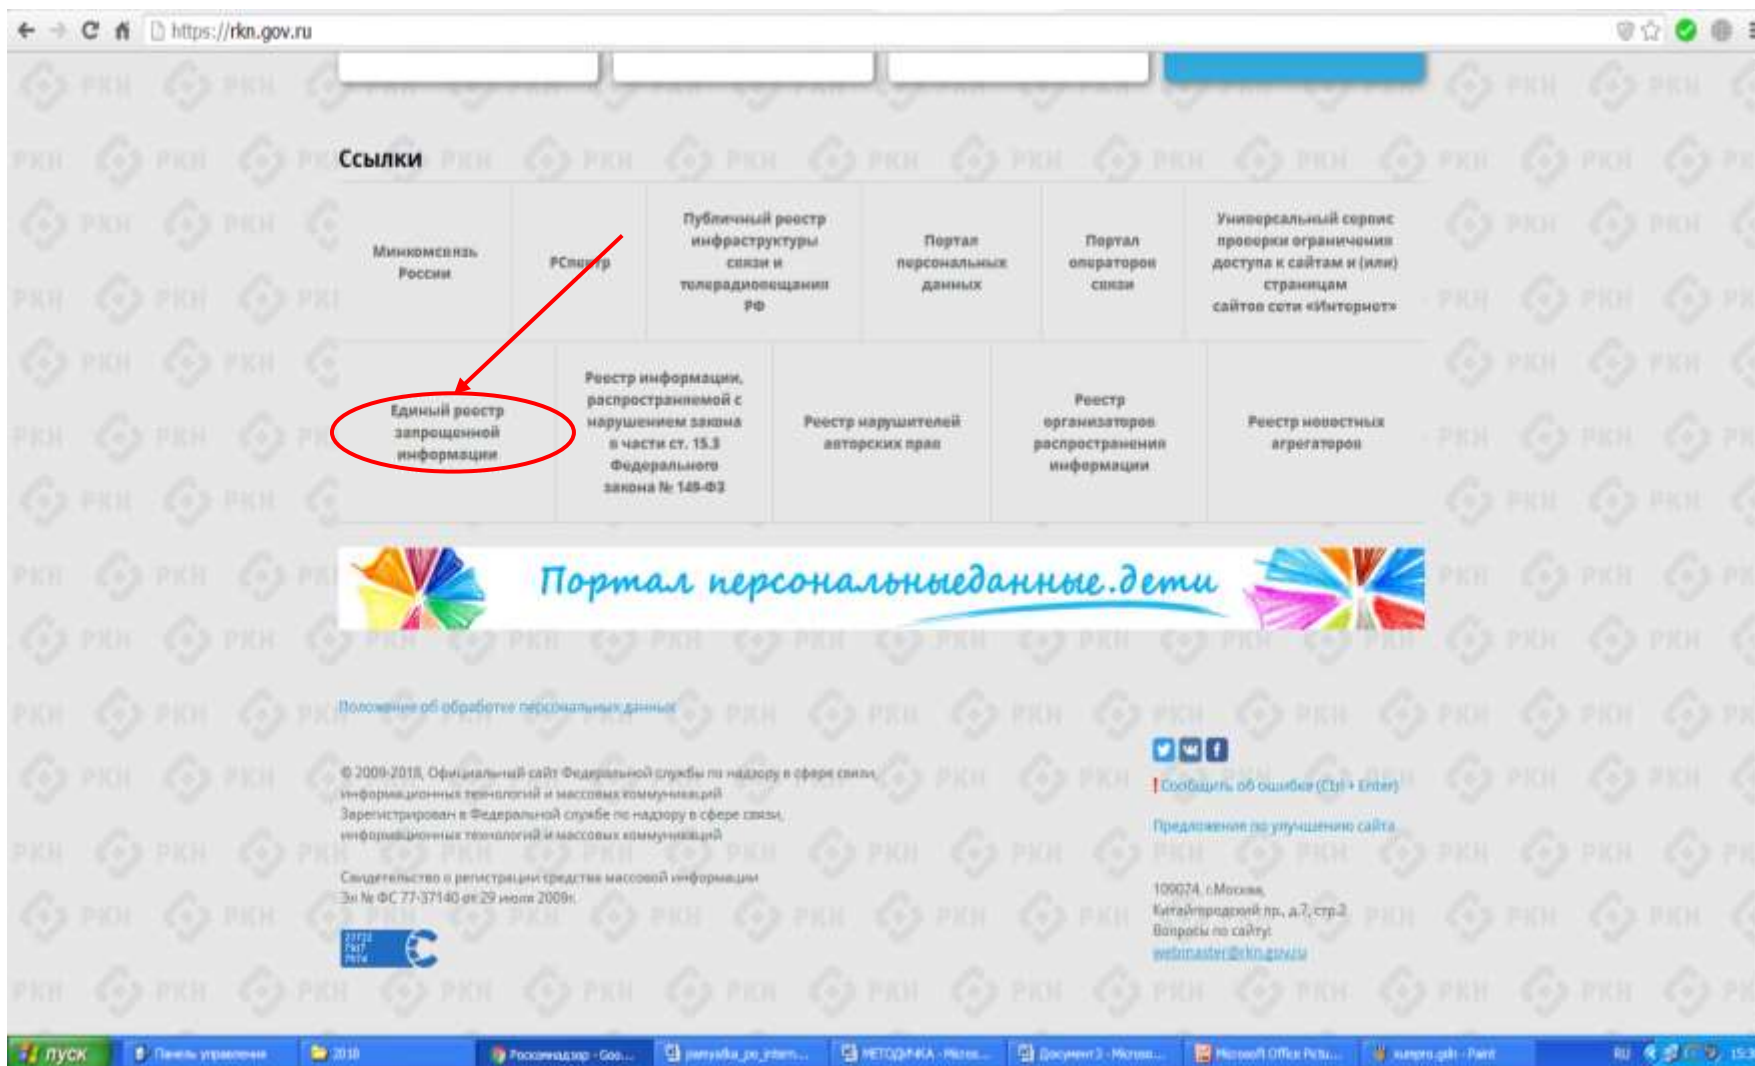 https://rkn.gov.ru
Ссылки
Минкомсвязь
России
РСпектр
Публичный реестр
инфраструктуры
связи и
телерадиовещания
РФ
Портал
персональных
данных
Портал
операторов
связи
Универсальный сервис
проверки ограничения
доступа к сайтам и (или)
страницам
сайтов сети «Интернет»
Единый реестр
запрещенной
информации
Реестр информации,
распространяемой с
нарушением закона
в части ст. 15.3
Федерального
закона № 149-ФЗ
Реестр нарушителей
авторских прав
Реестр
организаторов
распространения
информации
Реестр новостных
агрегаторов
Портал персональныеданные.дети
Положение об обработке персональных данных
© 2009-2018, Официальный сайт Федеральной службы по надзору в сфере связи,
информационных технологий и массовых коммуникаций
Зарегистрирован в Федеральной службе по надзору в сфере связи,
информационных технологий и массовых коммуникаций
Свидетельство о регистрации средства массовой информации
Эл № ФС 77-37140 от 29 июля 2009г.
Сообщить об ошибке (Ctrl + Enter)
Предложение по улучшению сайта
109074, г.Москва,
Китайгородский пр., д.7, стр.2
Вопросы по сайту:
webmaster@rkn.gov.ru
пуск
Панель управления
2018
Роскомнадзор - Goo...
pamyatka_po_intern...
МЕТОДИЧКА - Micros...
Документ3 - Microso...
Microsoft Office Pictu...
- Paint
RU